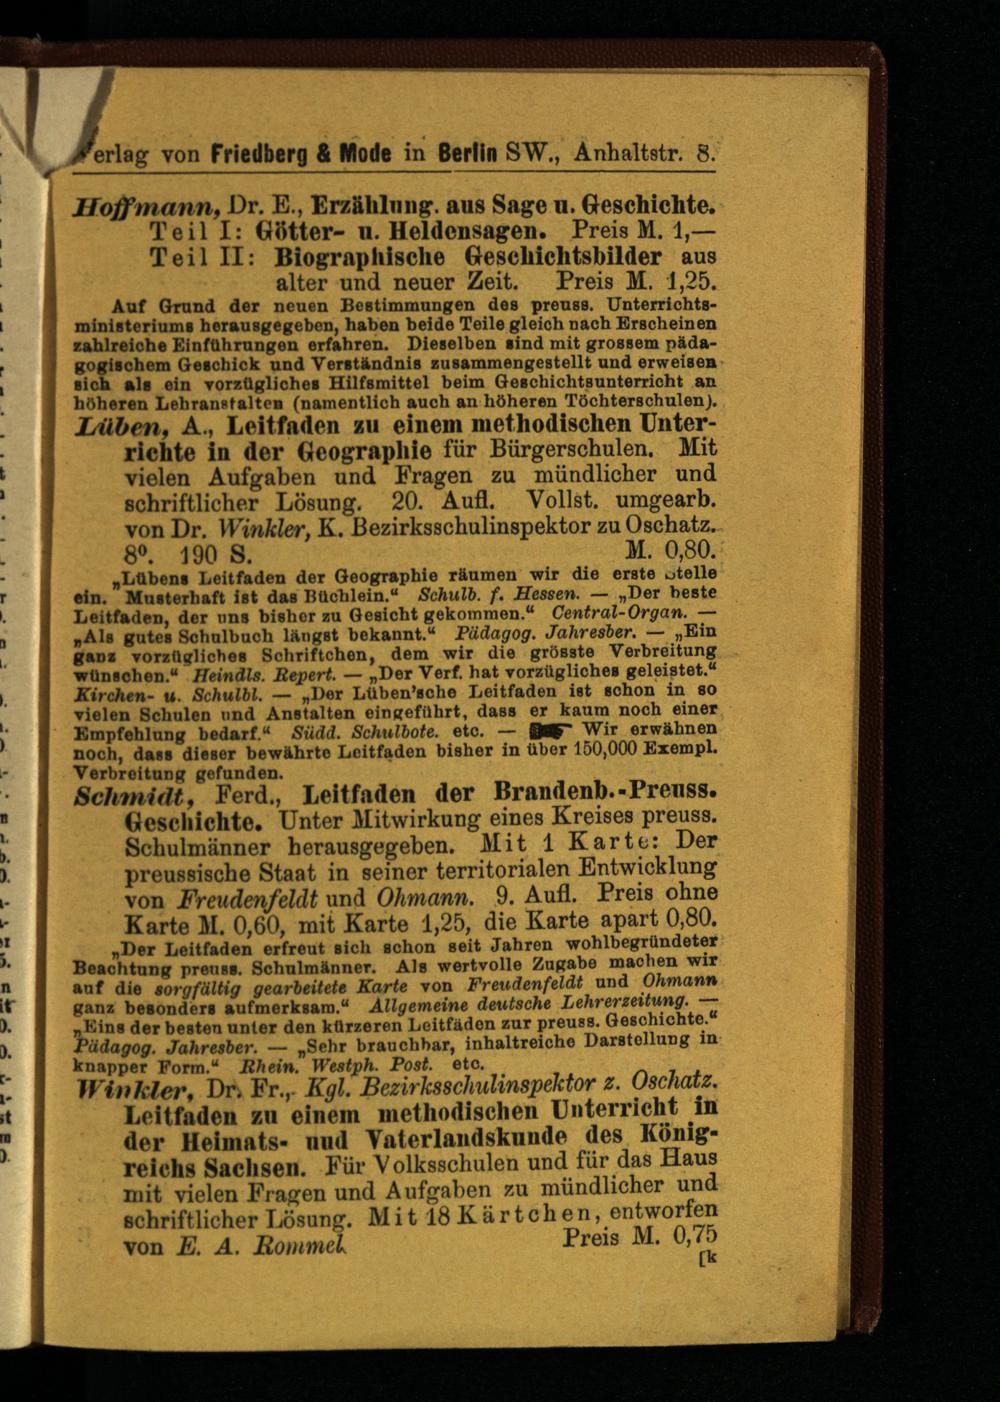 Verlag von Friedberg & Mode in Berlin SW., Anhaltstr. 8.
Hoffmann, Dr. E., Erzählung. aus Sage u. Geschichte.
Teil I: Götter- u. Heldensagen. Preis M. 1,—
Teil II: Biographische Geschichtsbilder aus
alter und neuer Zeit. Preis M. 1,25.
Auf Grund der neuen Bestimmungen des preuss. Unterrichts-
ministeriums herausgegeben, haben beide Teile gleich nach Erscheinen
zahlreiche Einführungen erfahren. Dieselben sind mit grossem päda-
gogischem Geschick und Verständnis zusammengestellt und erweisen
sich als ein vorzügliches Hilfsmittel beim Geschichtsunterricht an
höheren Lehranstalten (namentlich auch an höheren Töchterschulen).
Lüben, A., Leitfaden zu einem methodischen Unter-
richte in der Geographie für Bürgerschulen. Mit
vielen Aufgaben und Fragen zu mündlicher und
schriftlicher Lösung. 20. Aufl. Vollst. umgearb.
von Dr. Winkler, K. Bezirksschulinspektor zu Oschatz.
8⁰. 190 S. M. 0,80.
„Lübens Leitfaden der Geographie räumen wir die erste Stelle
ein. Musterhaft ist das Büchlein.“ Schulb. f. Hessen. — „Der beste
Leitfaden, der uns bisher zu Gesicht gekommen.“ Central-Organ. —
„Als gutes Schulbuch längst bekannt.“ Pädagog. Jahresber. — „Ein
ganz vorzügliches Schriftchen, dem wir die grösste Verbreitung
wünschen.“ Heindls. Repert. — „Der Verf. hat vorzügliches geleistet.“
Kirchen- u. Schulbl. — „Der Lüben'sche Leitfaden ist schon in so
vielen Schulen und Anstalten eingeführt, dass er kaum noch einer
Empfehlung bedarf.“ Südd. Schulbote. etc. — ☛ Wir erwähnen
noch, dass dieser bewährte Leitfaden bisher in über 150,000 Exempl.
Verbreitung gefunden.
Schmidt, Ferd., Leitfaden der Brandenb.-Preuss.
Geschichte. Unter Mitwirkung eines Kreises preuss.
Schulmänner herausgegeben. Mit 1 Karte: Der
preussische Staat in seiner territorialen Entwicklung
von Freudenfeldt und Ohmann. 9. Aufl. Preis ohne
Karte M. 0,60, mit Karte 1,25, die Karte apart 0,80.
„Der Leitfaden erfreut sich schon seit Jahren wohlbegründeter
Beachtung preuss. Schulmänner. Als wertvolle Zugabe machen wir
auf die sorgfältig gearbeitete Karte von Freudenfeldt und Ohmann
ganz besonders aufmerksam.“ Allgemeine deutsche Lehrerzeitung. —
„Eins der besten unter den kürzeren Leitfäden zur preuss. Geschichte.“
Pädagog. Jahresber. — „Sehr brauchbar, inhaltreiche Darstellung in
knapper Form.“ Rhein. Westph. Post. etc.
Winkler, Dr. Fr., Kgl. Bezirksschulinspektor z. Oschatz.
Leitfaden zu einem methodischen Unterricht in
der Heimats- und Vaterlandskunde des König-
reichs Sachsen. Für Volksschulen und für das Haus
mit vielen Fragen und Aufgaben zu mündlicher und
schriftlicher Lösung. Mit 18 Kärtchen, entworfen
von E. A. Rommel. Preis M. 0,75
[k